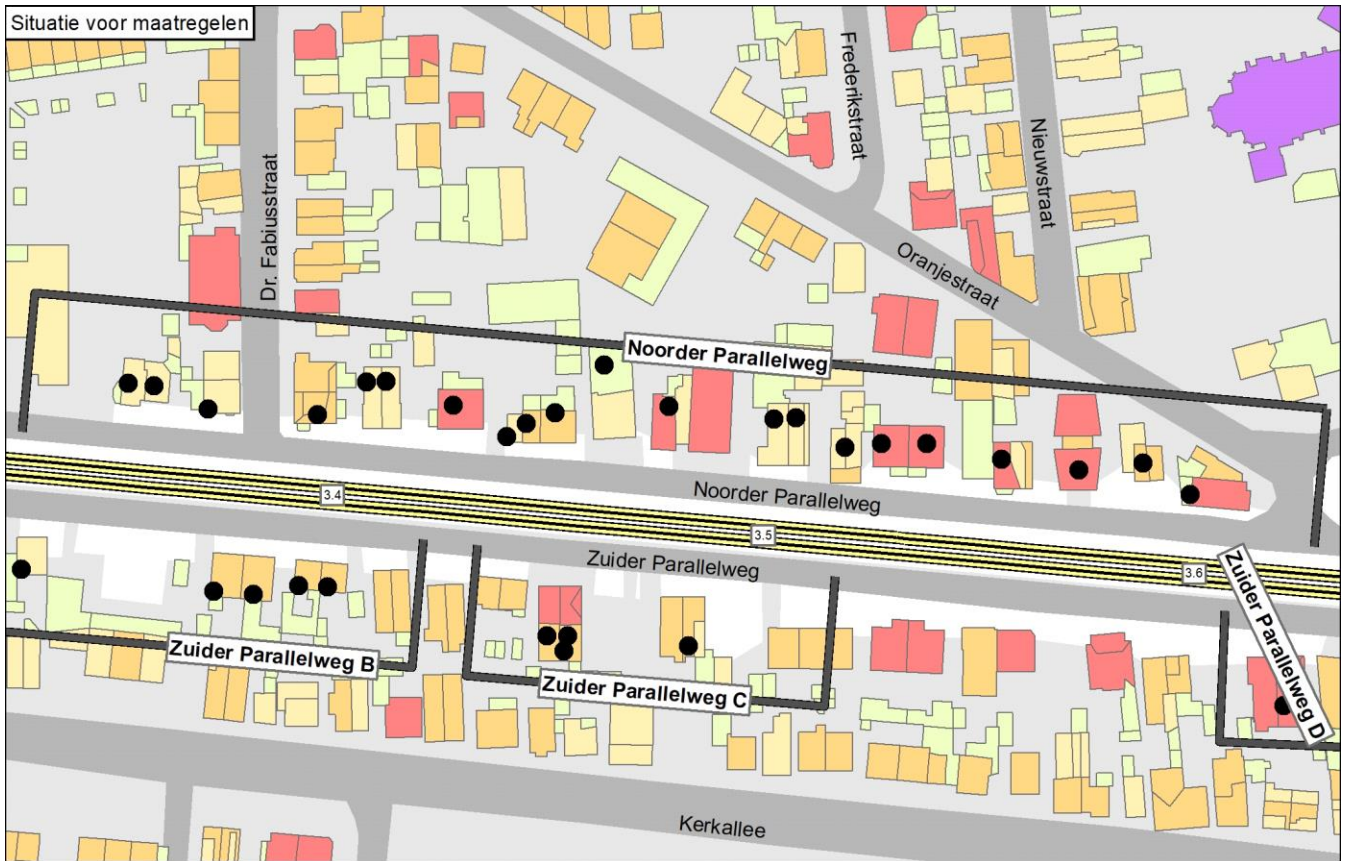 Situatie voor maatregelen
Frederikstraat
Nieuwstraat
Dr. Fabiusstraat
Oranjestraat
Noorder Parallelweg
Noorder Parallelweg
3.4
3.5
3.6
Zuider Parallelweg
Zuider Parallelweg B
Zuider Parallelweg C
Zuider Parallelweg D
Kerkallee